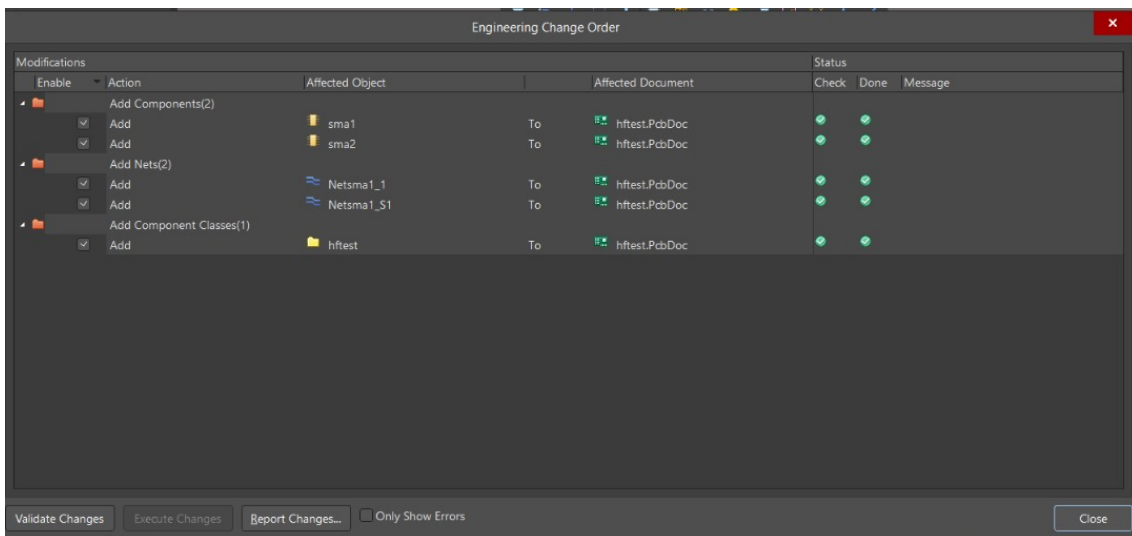 Engineering Change Order
Modifications Status
Enable Action Affected Object Affected Document Check Done Message
Add Components(2)
Add sma1 To hftest.PcbDoc
Add sma2 To hftest.PcbDoc
Add Nets(2)
Add Netsma1_1 To hftest.PcbDoc
Add Netsma1_S1 To hftest.PcbDoc
Add Component Classes(1)
Add hftest To hftest.PcbDoc
Validate Changes Execute Changes Report Changes... Only Show Errors Close